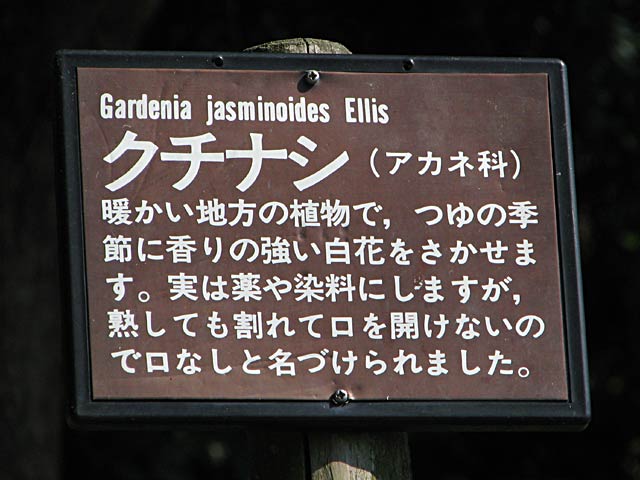 Gardenia jasminoides Ellis
クチナシ（アカネ科）
暖かい地方の植物で，つゆの季
節に香りの強い白花をさかせま
す。実は薬や染料にしますが，
熟しても割れて口を開けないの
で口なしと名づけられました。